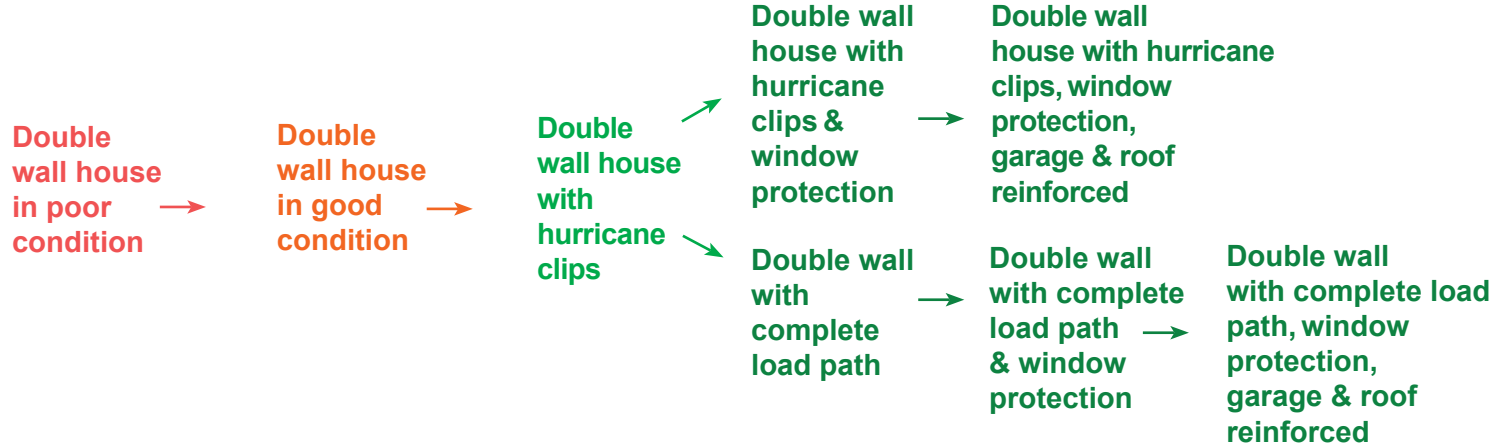 Double
wall house
in poor
condition
Double
wall house
in good
condition
Double
wall house
with
hurricane
clips
Double wall
house with
hurricane
clips &
window
protection
Double wall
house with hurricane
clips, window
protection,
garage & roof
reinforced
Double wall
with
complete
load path
Double wall
with complete
load path
& window
protection
Double wall
with complete load
path, window
protection,
garage & roof
reinforced